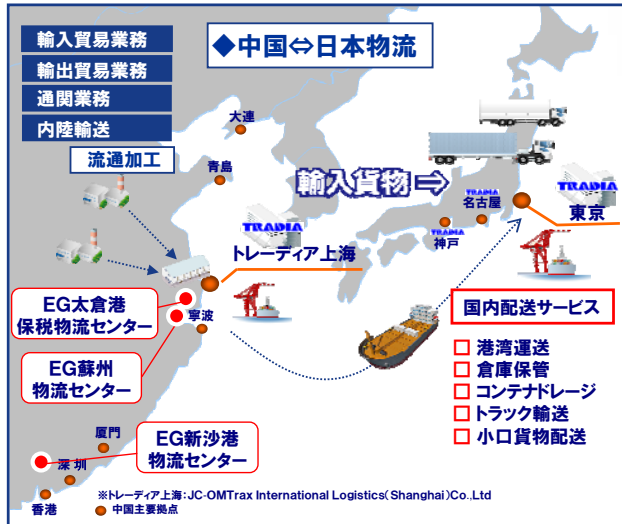 輸入貿易業務
輸出貿易業務
通関業務
内陸輸送
流通加工
◆中国⇔日本物流
大連
青島
輸入貨物⇒
TRADIA
名古屋
TRADIA
神戸
TRADIA
東京
トレーディア上海
EG太倉港
保税物流センター
寧波
EG蘇州
物流センター
国内配送サービス
□ 港湾運送
□ 倉庫保管
□ コンテナドレージ
□ トラック輸送
□ 小口貨物配送
厦門
EG新沙港
物流センター
深圳
香港
※トレーディア上海:JC-OMTrax International Logistics(Shanghai)Co.,Ltd
中国主要拠点